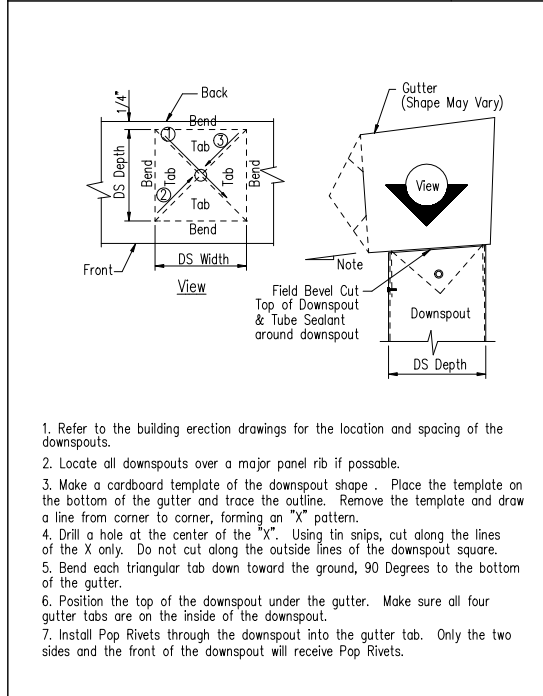 1/4"
Back
Bend
1
Tab
3
DS Depth
Bend
Tab
Tab
Bend
2
Tab
Bend
Front
DS Width
View
Gutter
(Shape May Vary)
View
Note
Field Bevel Cut
Top of Downspout
& Tube Sealant
around downspout
Downspout
DS Depth
1. Refer to the building erection drawings for the location and spacing of the
downspouts.
2. Locate all downspouts over a major panel rib if possable.
3. Make a cardboard template of the downspout shape . Place the template on
the bottom of the gutter and trace the outline. Remove the template and draw
a line from corner to corner, forming an "X" pattern.
4. Drill a hole at the center of the "X". Using tin snips, cut along the lines
of the X only. Do not cut along the outside lines of the downspout square.
5. Bend each triangular tab down toward the ground, 90 Degrees to the bottom
of the gutter.
6. Position the top of the downspout under the gutter. Make sure all four
gutter tabs are on the inside of the downspout.
7. Install Pop Rivets through the downspout into the gutter tab. Only the two
sides and the front of the downspout will receive Pop Rivets.